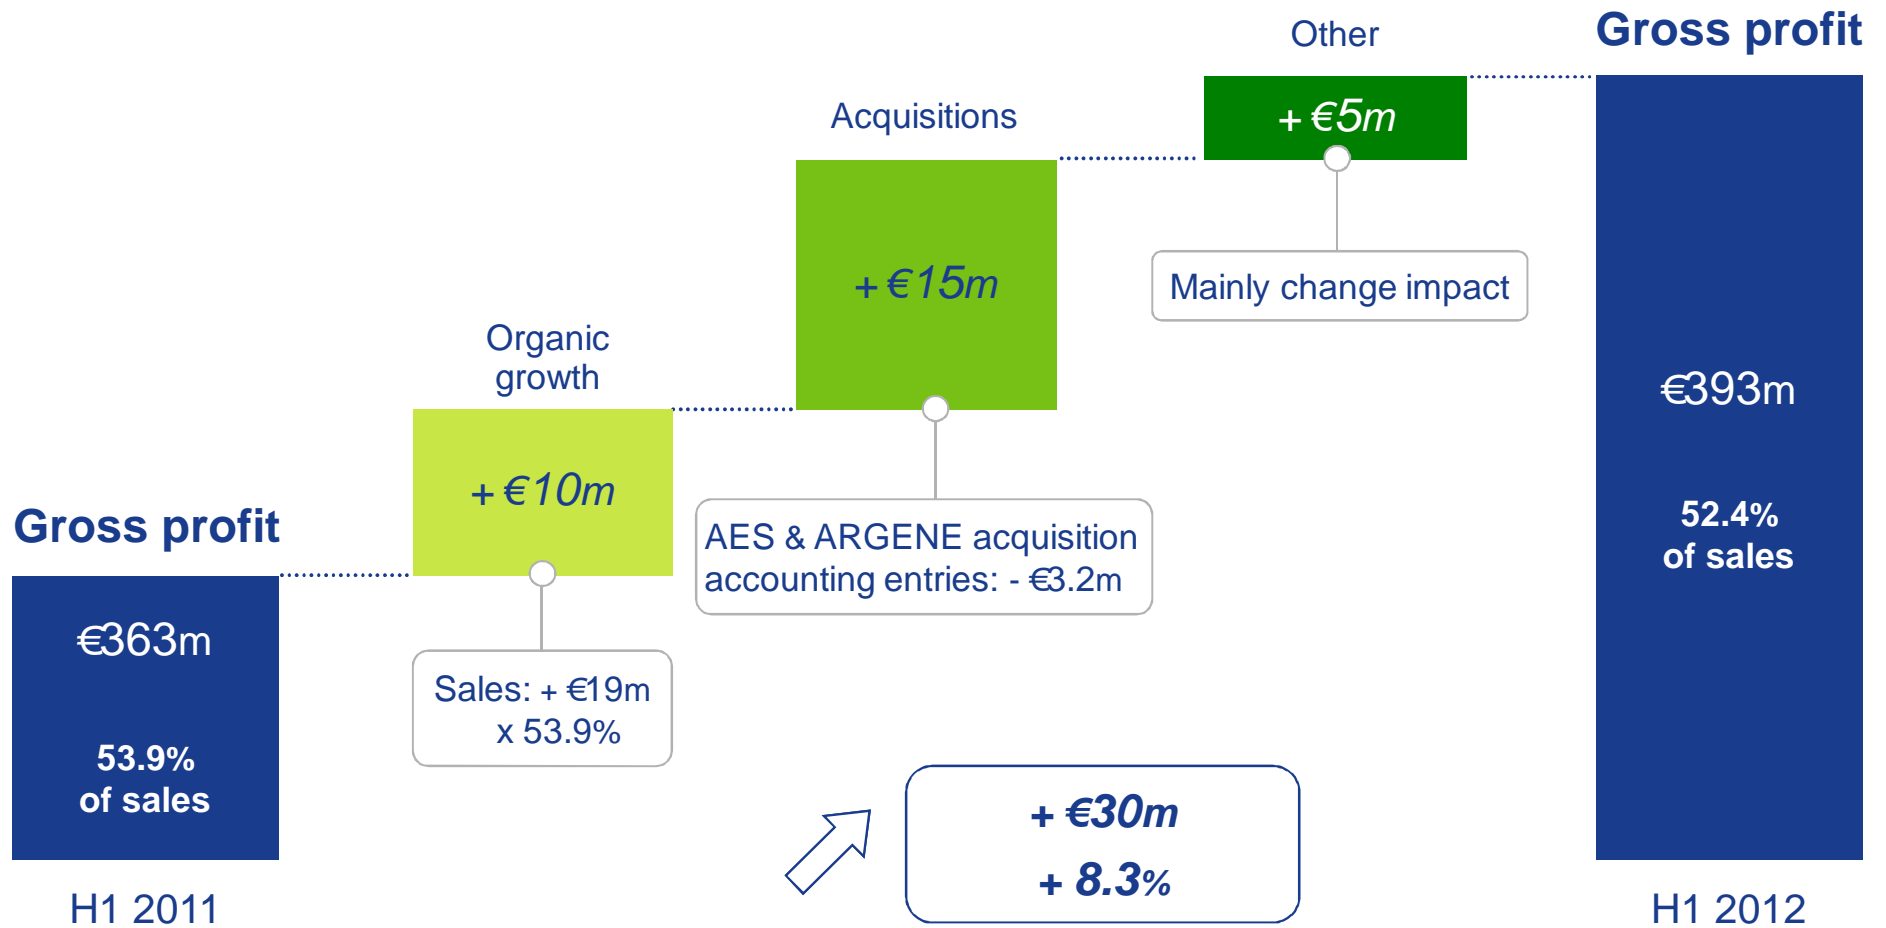 Gross profit
€363m
53.9%
of sales
H1 2011
Organic
growth
+ €10m
Sales: + €19m
x 53.9%
Acquisitions
+ €15m
AES & ARGENE acquisition
accounting entries: - €3.2m
Other
+ €5m
Mainly change impact
+ €30m
+ 8.3%
Gross profit
€393m
52.4%
of sales
H1 2012